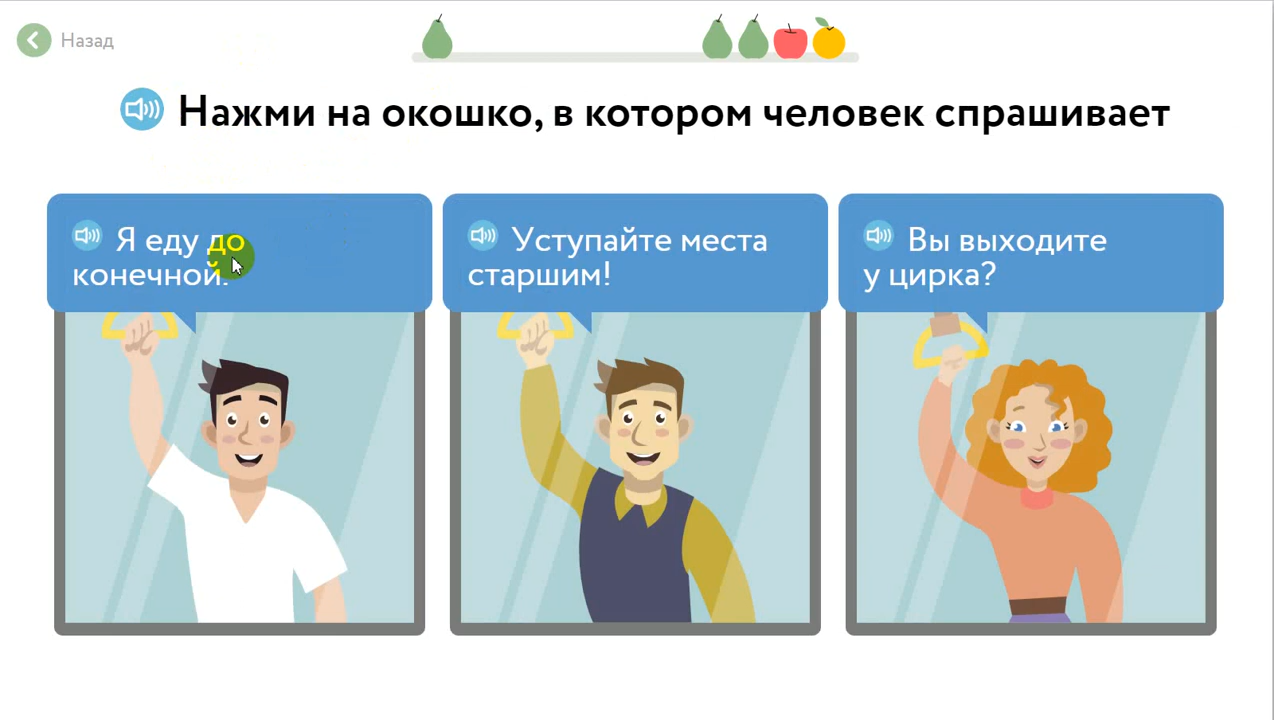 Назад
Нажми на окошко, в котором человек спрашивает
Я еду до
конечной.
Уступайте места
старшим!
Вы выходите
у цирка?